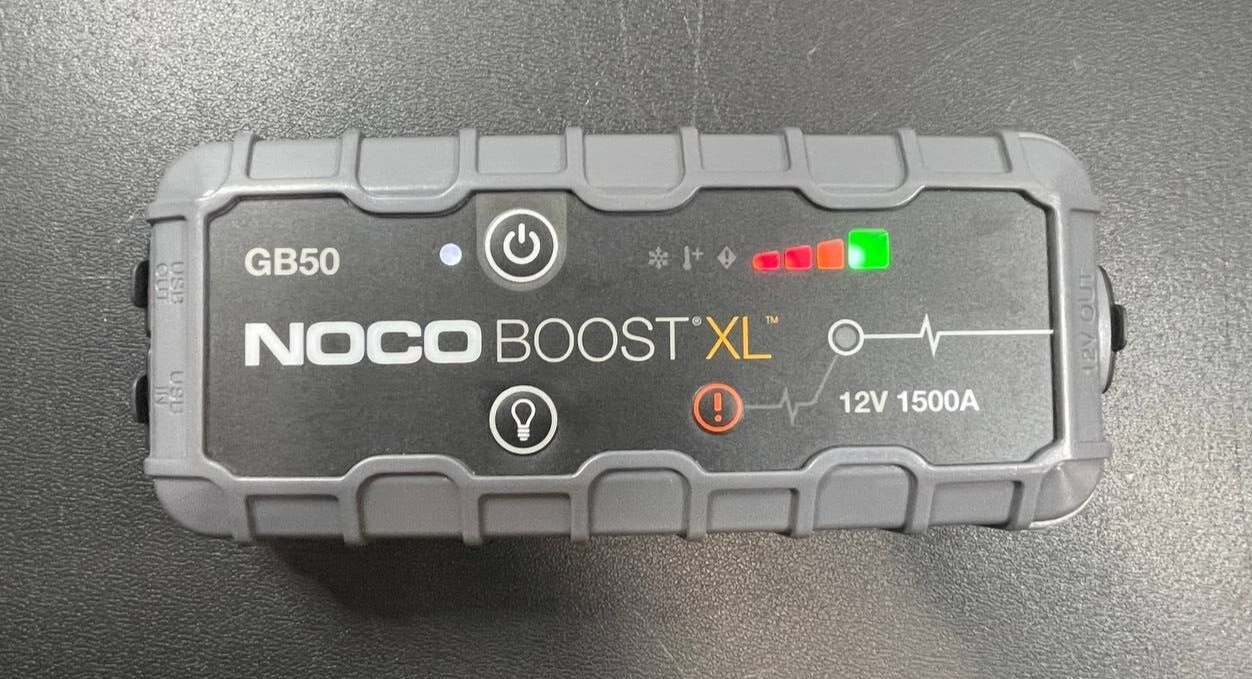 GB50
NOCO BOOST® XL™
12V 1500A
USB OUT
USB IN
12V OUT